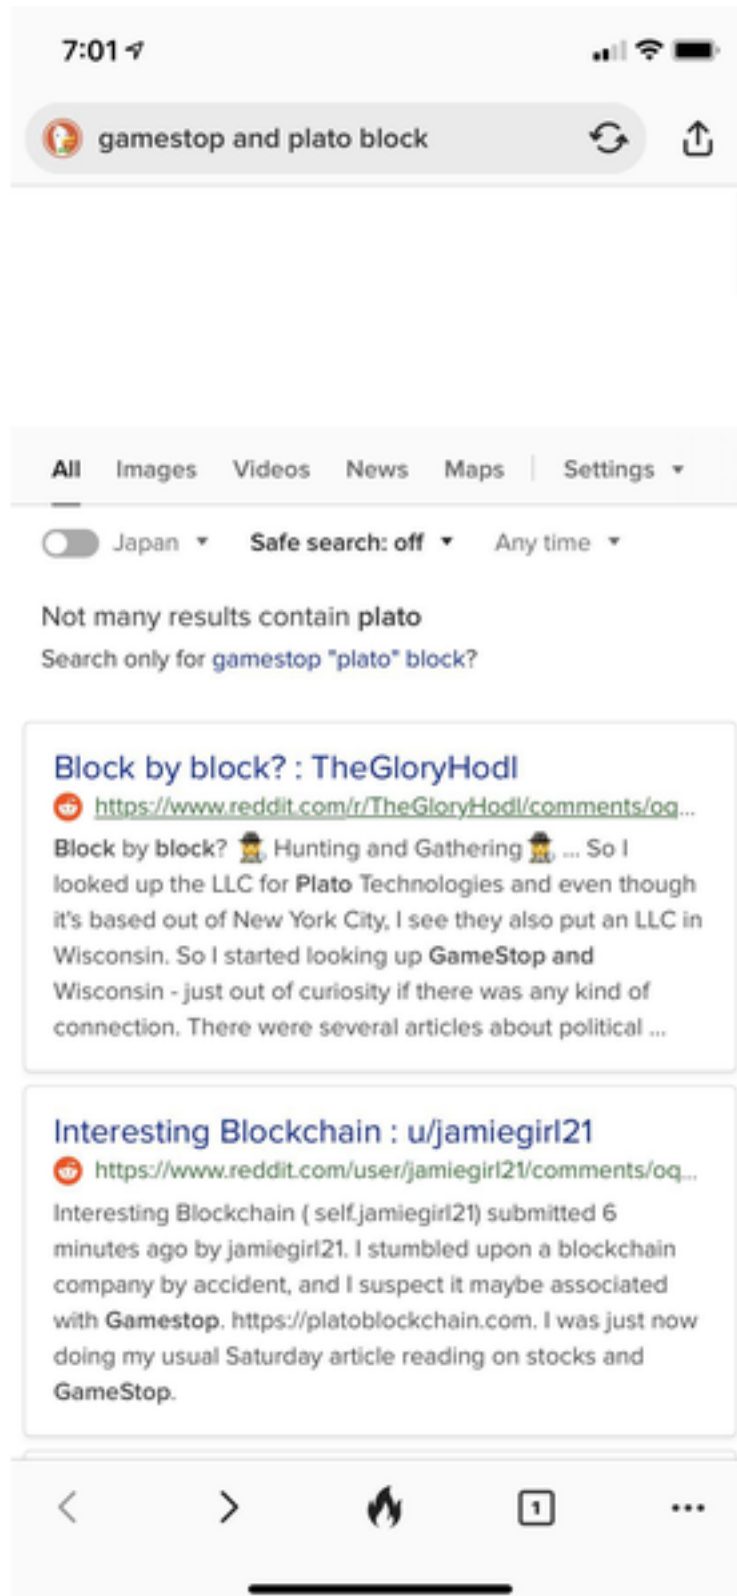 7:01
gamestop and plato block
All Images Videos News Maps Settings
Japan Safe search: off Any time
Not many results contain plato
Search only for gamestop "plato" block?
Block by block? : TheGloryHodl
https://www.reddit.com/r/TheGloryHodl/comments/oq...
Block by block? 🕵️ Hunting and Gathering 🕵️ ... So I
looked up the LLC for Plato Technologies and even though
it's based out of New York City, I see they also put an LLC in
Wisconsin. So I started looking up GameStop and
Wisconsin - just out of curiosity if there was any kind of
connection. There were several articles about political ...
Interesting Blockchain : u/jamiegirl21
https://www.reddit.com/user/jamiegirl21/comments/oq...
Interesting Blockchain ( self.jamiegirl21) submitted 6
minutes ago by jamiegirl21. I stumbled upon a blockchain
company by accident, and I suspect it maybe associated
with Gamestop. https://platoblockchain.com. I was just now
doing my usual Saturday article reading on stocks and
GameStop.
1